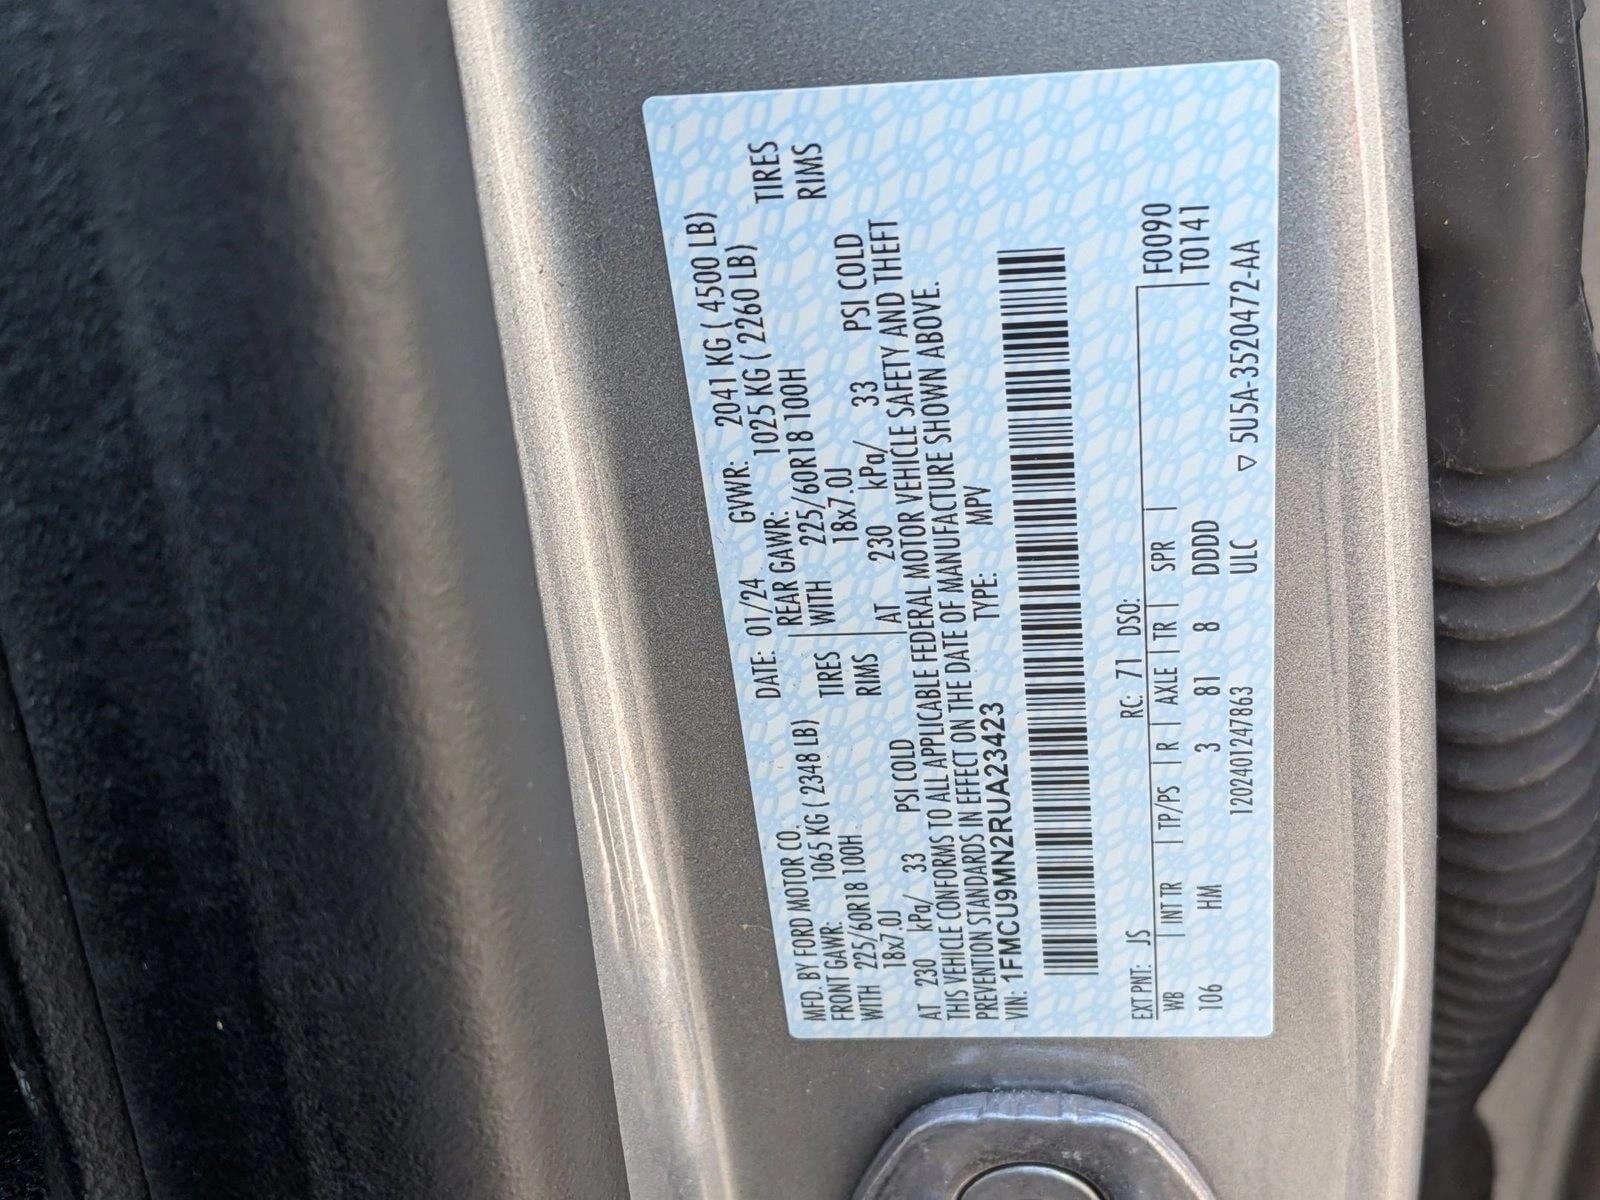 MFD. BY FORD MOTOR CO. DATE: 01/24 GVWR: 2041 KG ( 4500 LB)
FRONT GAWR: 1065 KG ( 2348 LB) REAR GAWR: 1025 KG ( 2260 LB)
WITH 225/60R18 100H TIRES WITH 225/60R18 100H TIRES
18x7.0J RIMS 18x7.0J RIMS
AT 230 kPa/ 33 PSI COLD AT 230 kPa/ 33 PSI COLD
THIS VEHICLE CONFORMS TO ALL APPLICABLE FEDERAL MOTOR VEHICLE SAFETY AND THEFT
PREVENTION STANDARDS IN EFFECT ON THE DATE OF MANUFACTURE SHOWN ABOVE.
VIN: 1FMCU9MN2RUA23423 TYPE: MPV
EXT PNT: JS RC: 71 DSO: F0090
WB INT TR TP/PS R AXLE TR SPR T0141
106 HM 3 81 8 DDDD
1202401247863 ULC ▽ 5U5A-3520472-AA